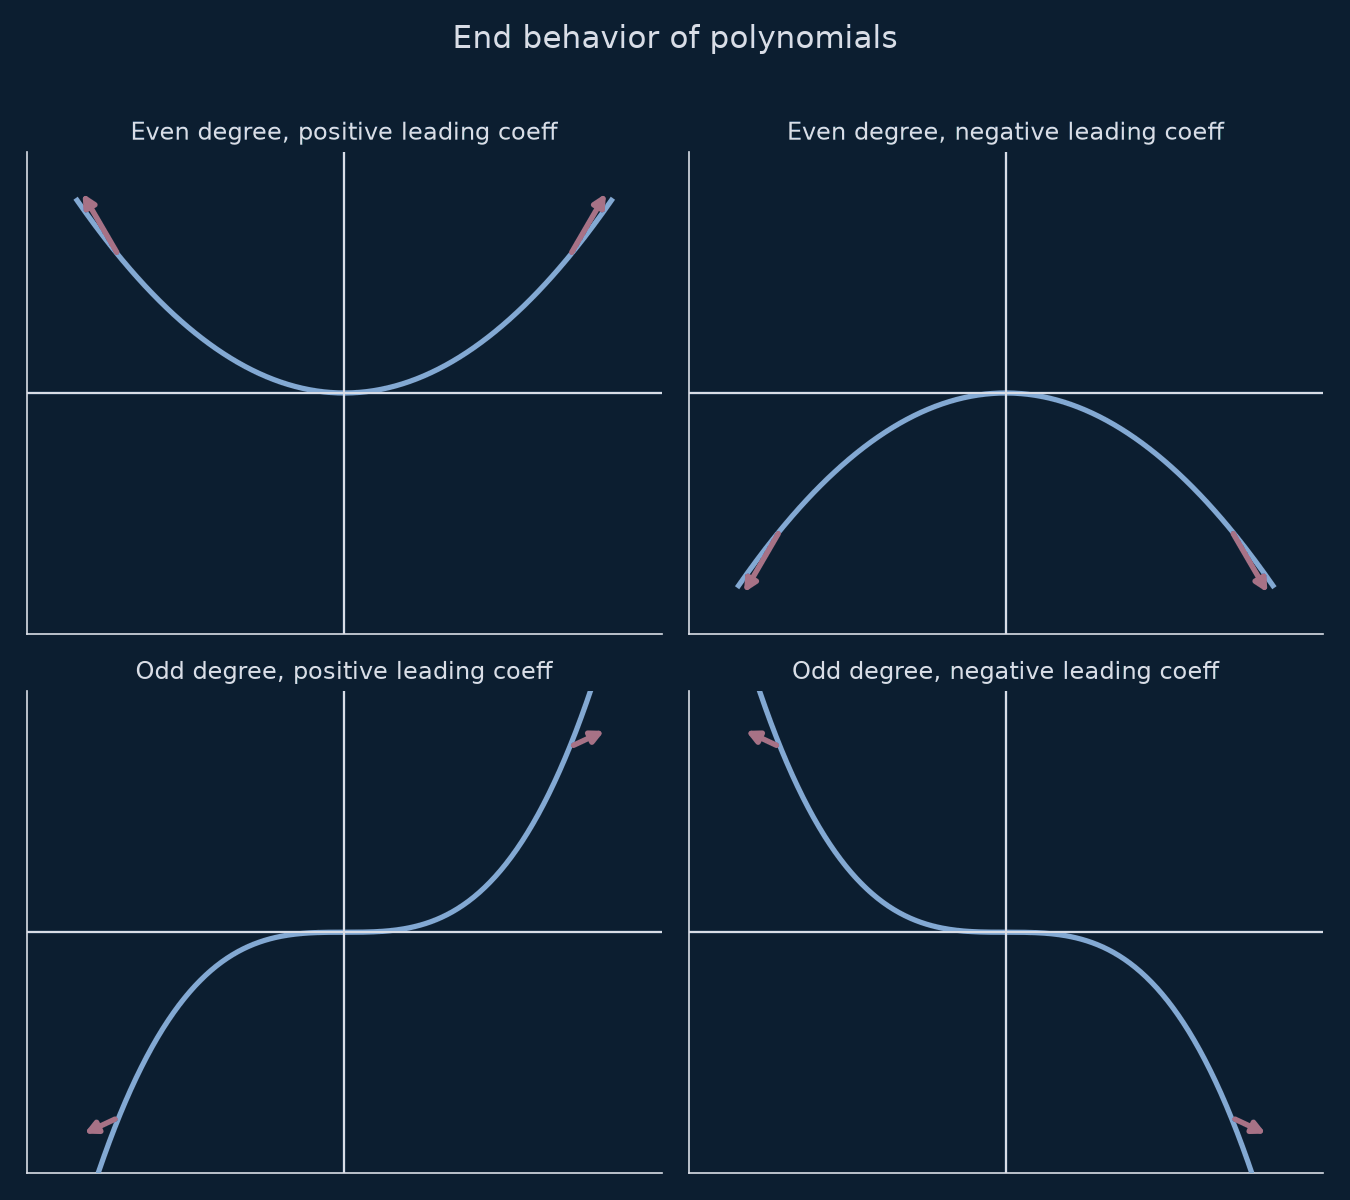 End behavior of polynomials
Even degree, positive leading coeff
Even degree, negative leading coeff
Odd degree, positive leading coeff
Odd degree, negative leading coeff